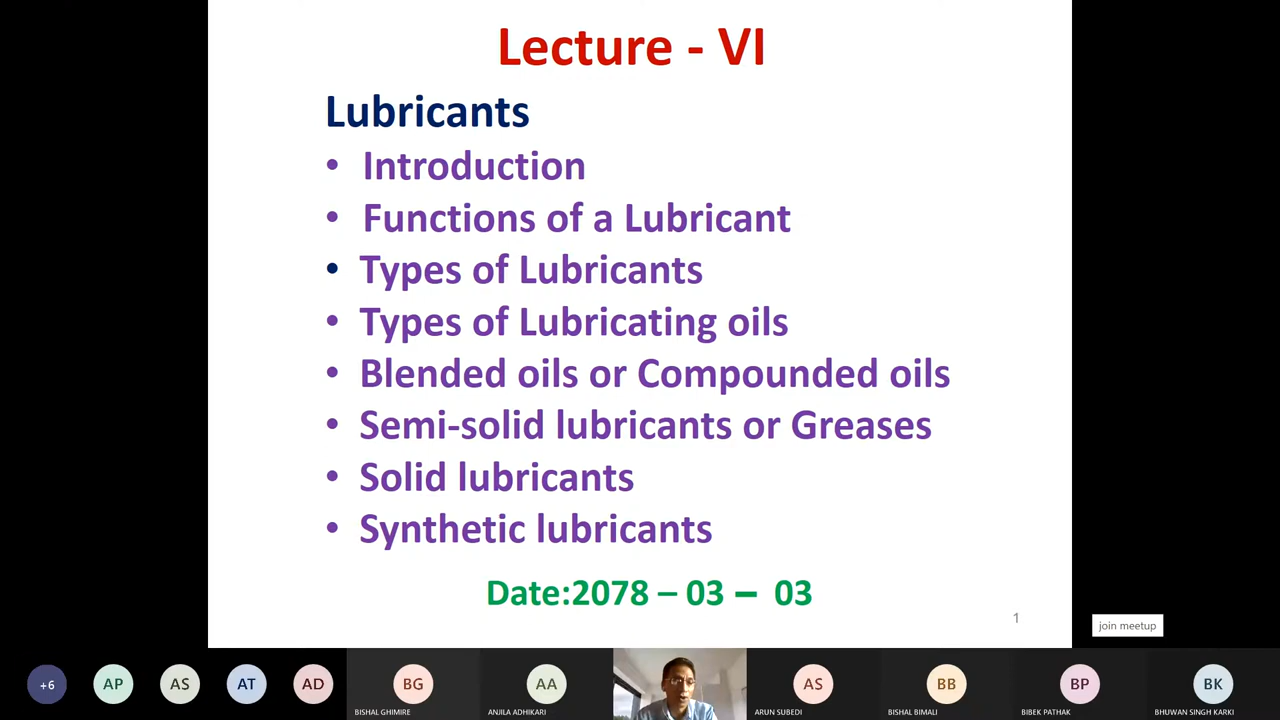 Lecture - VI
Lubricants
• Introduction
• Functions of a Lubricant
• Types of Lubricants
• Types of Lubricating oils
• Blended oils or Compounded oils
• Semi-solid lubricants or Greases
• Solid lubricants
• Synthetic lubricants
Date:2078 – 03 – 03
1
join meetup
+6 AP AS AT AD BG AA AS BB BP BK
BISHAL GHIMIRE ANJILA ADHIKARI ARUN SUBEDI BISHAL BIMALI BIBEK PATHAK BHUWAN SINGH KARKI